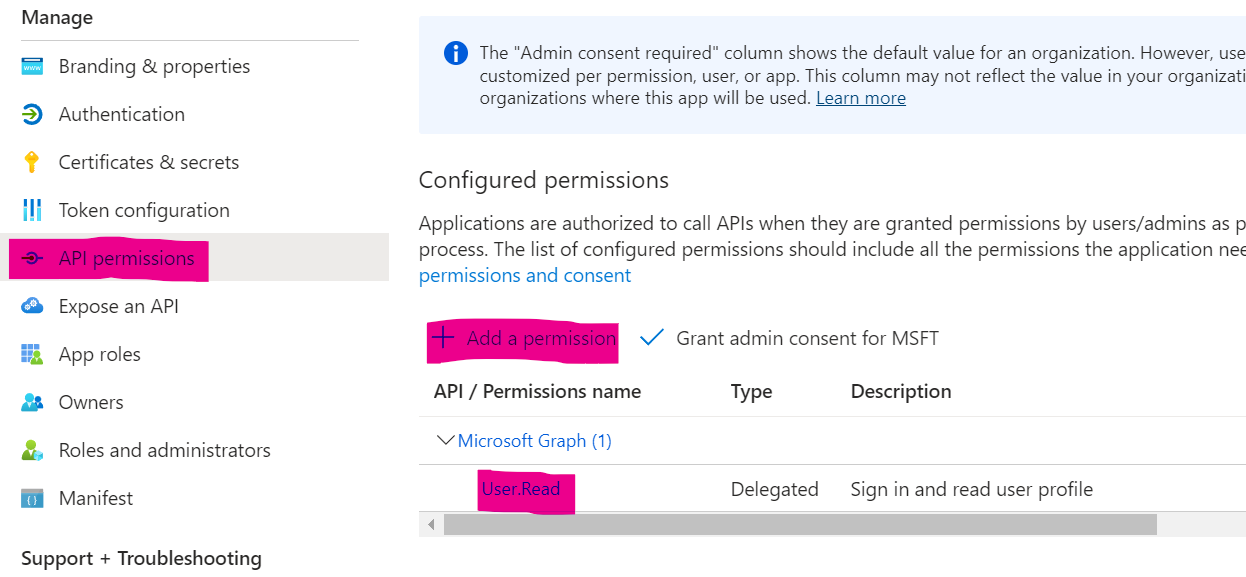 Manage
Branding & properties
Authentication
Certificates & secrets
Token configuration
API permissions
Expose an API
App roles
Owners
Roles and administrators
Manifest
Support + Troubleshooting
The "Admin consent required" column shows the default value for an organization. However, use
customized per permission, user, or app. This column may not reflect the value in your organizati
organizations where this app will be used. Learn more
Configured permissions
Applications are authorized to call APIs when they are granted permissions by users/admins as p
process. The list of configured permissions should include all the permissions the application nee
permissions and consent
Add a permission Grant admin consent for MSFT
API / Permissions name Type Description
Microsoft Graph (1)
User.Read Delegated Sign in and read user profile